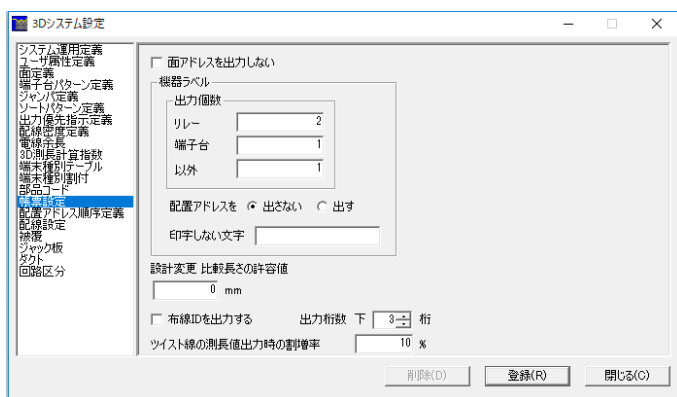 3Dシステム設定
システム運用定義
ユーザ属性定義
面定義
端子台パターン定義
ジャンパ定義
ソートパターン定義
出力優先指示定義
配線密度定義
電線余長
3D測長計算指数
端末種別テーブル
端末種別割付
部品コード
帳票設定
配置アドレス順序定義
配線設定
被覆
ジャック板
ダクト
回路区分
面アドレスを出力しない
機器ラベル
出力個数
リレー 2
端子台 1
以外 1
配置アドレスを 出さない 出す
印字しない文字
設計変更 比較長さの許容値
0 mm
布線IDを出力する 出力桁数 下 3 桁
ツイスト線の測長値出力時の割増率 10 %
削除(D) 登録(R) 閉じる(C)